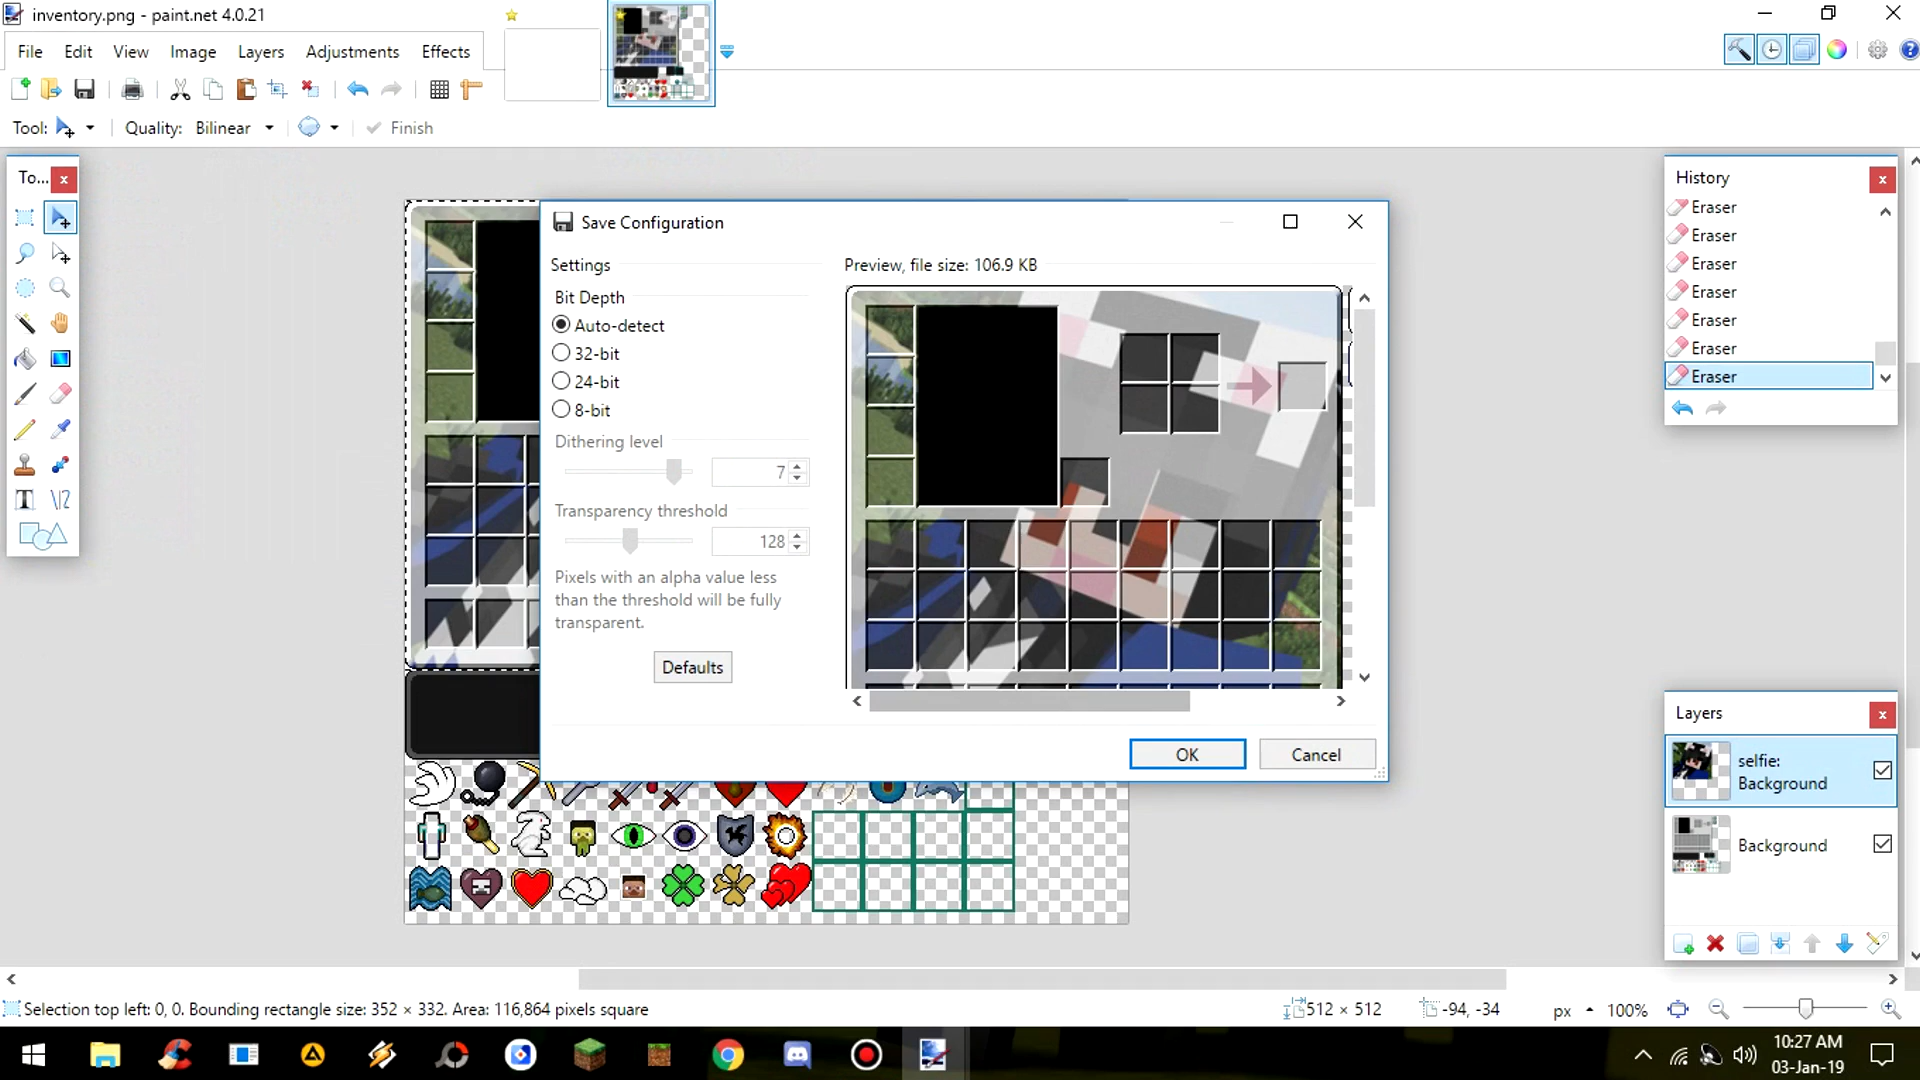 inventory.png - paint.net 4.0.21
File Edit View Image Layers Adjustments Effects
Tool: Quality: Bilinear Finish
To...
History
Eraser
Eraser
Eraser
Eraser
Eraser
Eraser
Eraser
Save Configuration
Settings
Preview, file size: 106.9 KB
Bit Depth
Auto-detect
32-bit
24-bit
8-bit
Dithering level
7
Transparency threshold
128
Pixels with an alpha value less
than the threshold will be fully
transparent.
Defaults
OK Cancel
Layers
selfie:
Background
Background
Selection top left: 0, 0. Bounding rectangle size: 352 × 332. Area: 116,864 pixels square
512 × 512
-94, -34
px
100%
10:27 AM
03-Jan-19